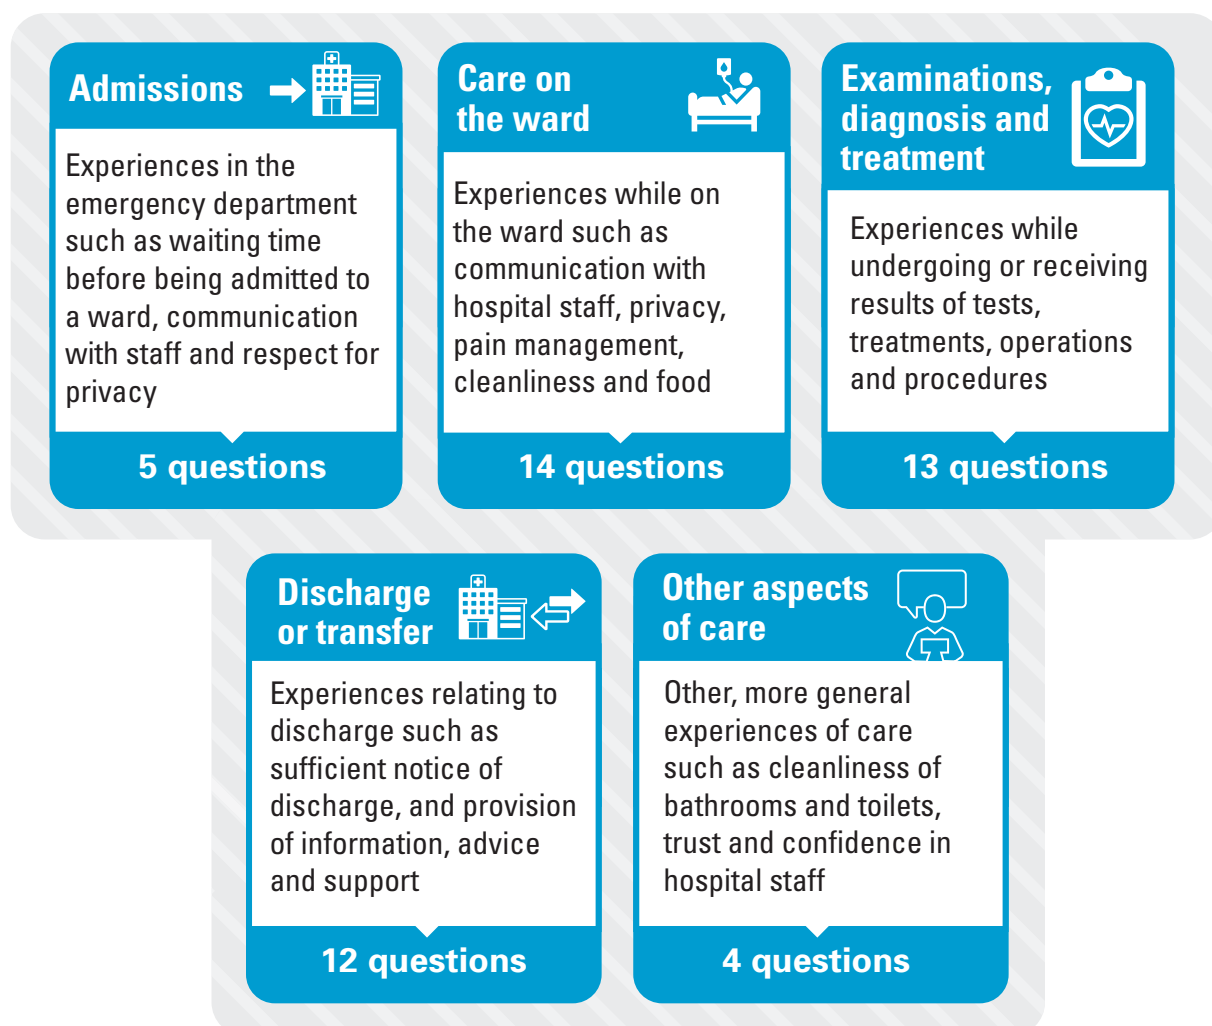 Admissions
Experiences in the
emergency department
such as waiting time
before being admitted to
a ward, communication
with staff and respect for
privacy
5 questions
Care on
the ward
Experiences while on
the ward such as
communication with
hospital staff, privacy,
pain management,
cleanliness and food
14 questions
Examinations,
diagnosis and
treatment
Experiences while
undergoing or receiving
results of tests,
treatments, operations
and procedures
13 questions
Discharge
or transfer
Experiences relating to
discharge such as
sufficient notice of
discharge, and provision
of information, advice
and support
12 questions
Other aspects
of care
Other, more general
experiences of care
such as cleanliness of
bathrooms and toilets,
trust and confidence in
hospital staff
4 questions